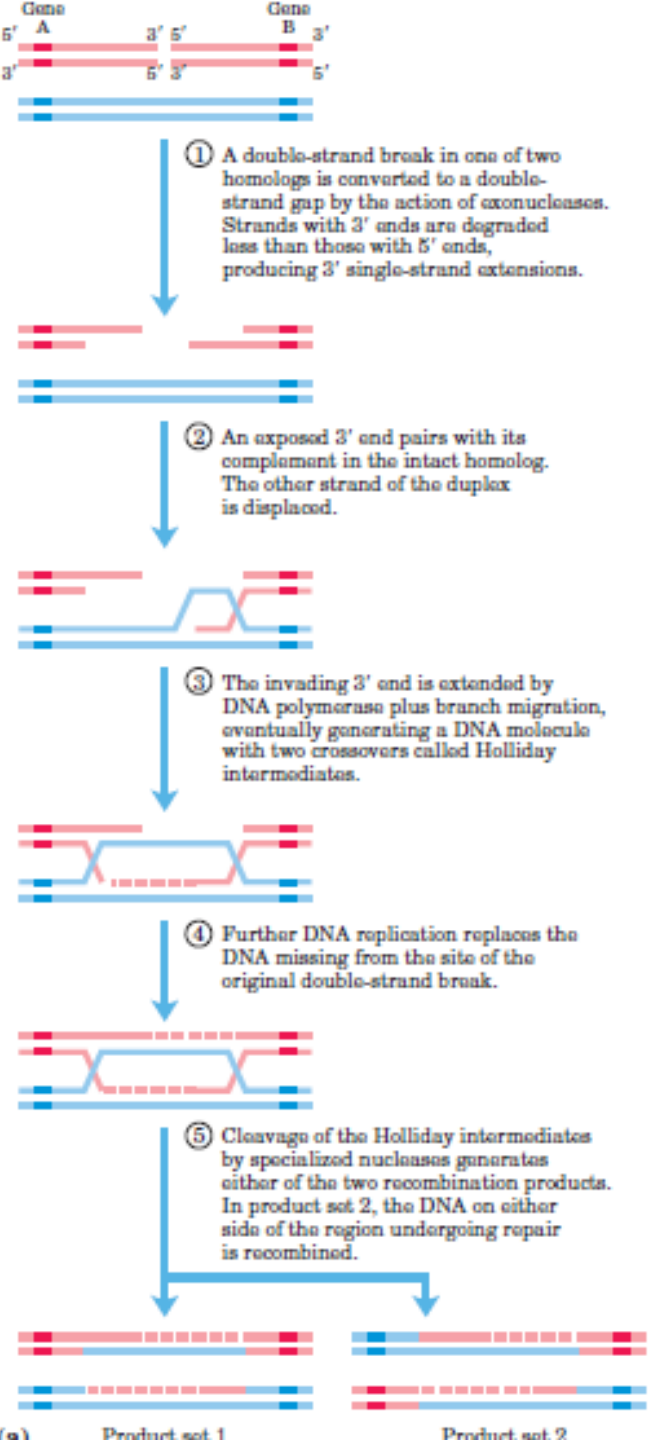 Gene Gene
5′ A 3′ 5′ B 3′
3′ 5′ 3′ 5′
① A double-strand break in one of two
homologs is converted to a double-
strand gap by the action of exonucleases.
Strands with 3′ ends are degraded
less than those with 5′ ends,
producing 3′ single-strand extensions.
② An exposed 3′ end pairs with its
complement in the intact homolog.
The other strand of the duplex
is displaced.
③ The invading 3′ end is extended by
DNA polymerase plus branch migration,
eventually generating a DNA molecule
with two crossovers called Holliday
intermediates.
④ Further DNA replication replaces the
DNA missing from the site of the
original double-strand break.
⑤ Cleavage of the Holliday intermediates
by specialized nucleases generates
either of the two recombination products.
In product set 2, the DNA on either
side of the region undergoing repair
is recombined.
(a) Product set 1 Product set 2